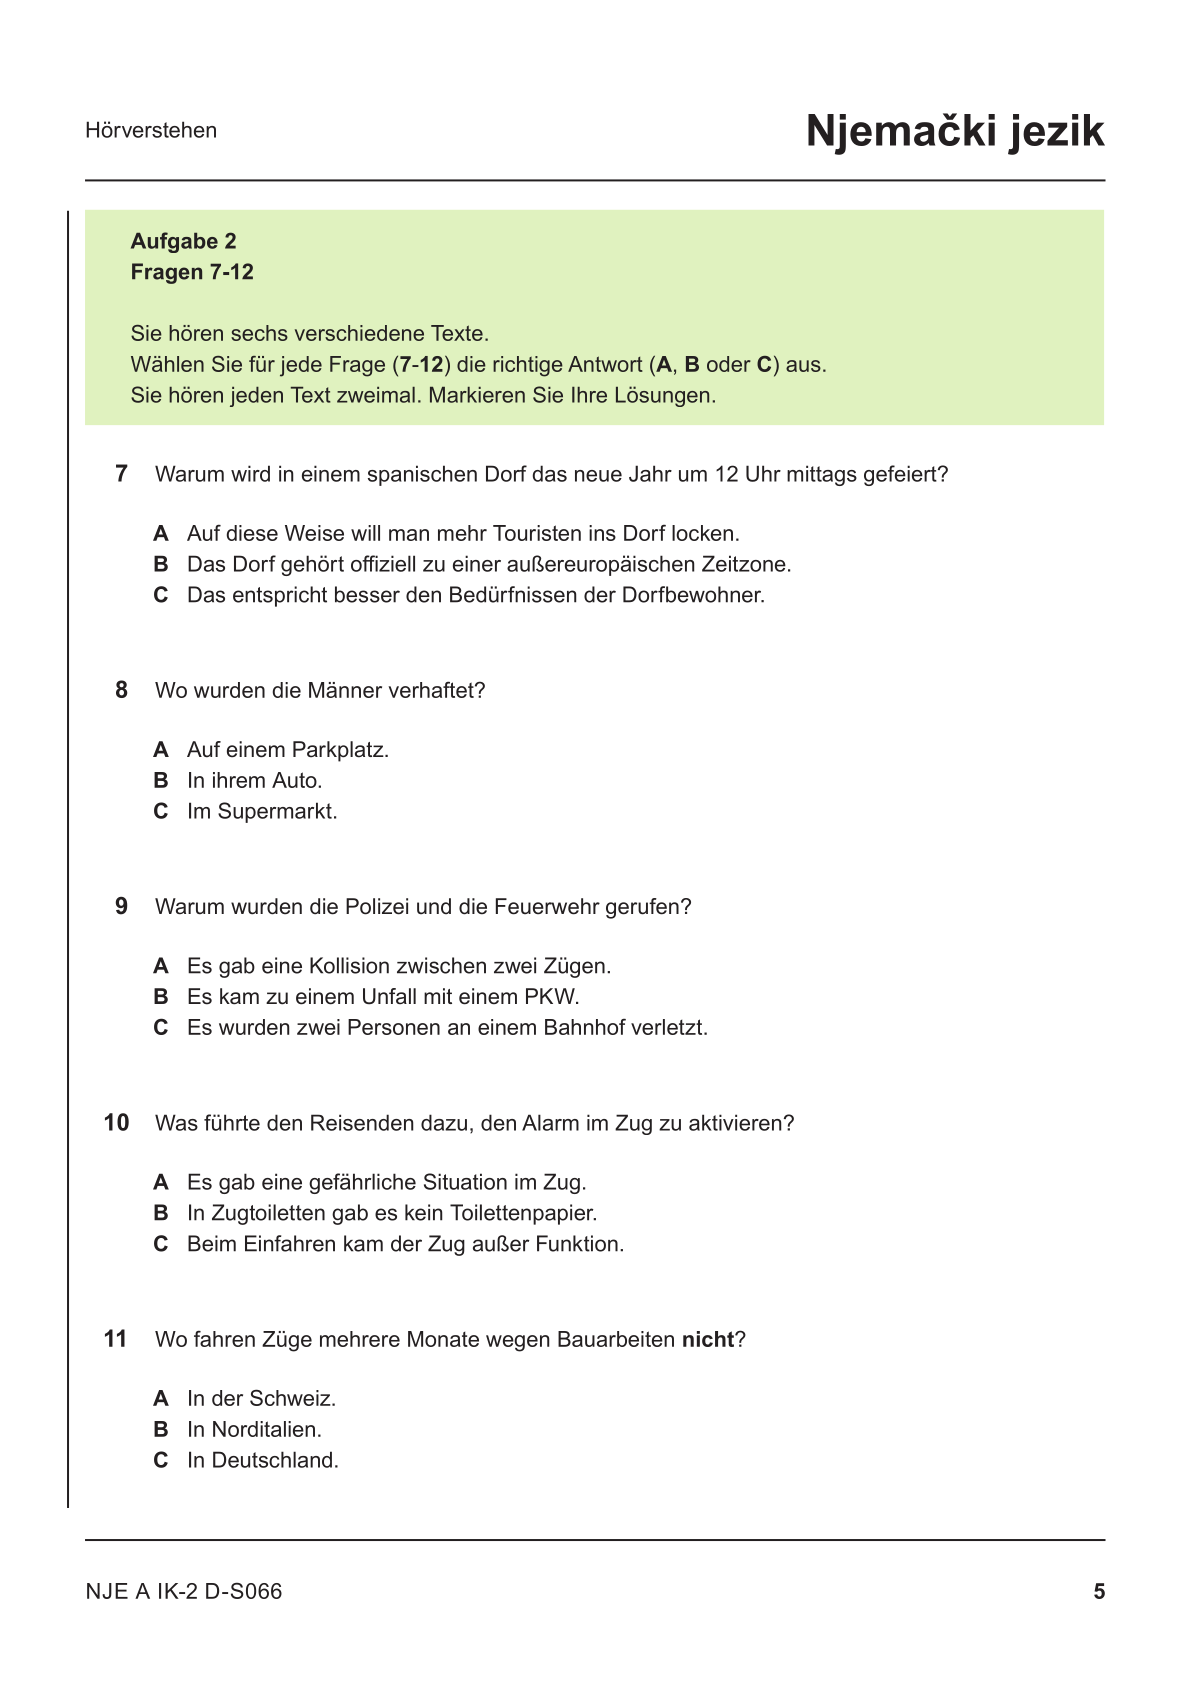 Hörverstehen
Njemački jezik
Aufgabe 2
Fragen 7-12
Sie hören sechs verschiedene Texte.
Wählen Sie für jede Frage (7-12) die richtige Antwort (A, B oder C) aus.
Sie hören jeden Text zweimal. Markieren Sie Ihre Lösungen.
7 Warum wird in einem spanischen Dorf das neue Jahr um 12 Uhr mittags gefeiert?
A Auf diese Weise will man mehr Touristen ins Dorf locken.
B Das Dorf gehört offiziell zu einer außereuropäischen Zeitzone.
C Das entspricht besser den Bedürfnissen der Dorfbewohner.
8 Wo wurden die Männer verhaftet?
A Auf einem Parkplatz.
B In ihrem Auto.
C Im Supermarkt.
9 Warum wurden die Polizei und die Feuerwehr gerufen?
A Es gab eine Kollision zwischen zwei Zügen.
B Es kam zu einem Unfall mit einem PKW.
C Es wurden zwei Personen an einem Bahnhof verletzt.
10 Was führte den Reisenden dazu, den Alarm im Zug zu aktivieren?
A Es gab eine gefährliche Situation im Zug.
B In Zugtoiletten gab es kein Toilettenpapier.
C Beim Einfahren kam der Zug außer Funktion.
11 Wo fahren Züge mehrere Monate wegen Bauarbeiten nicht?
A In der Schweiz.
B In Norditalien.
C In Deutschland.
NJE A IK-2 D-S066
5